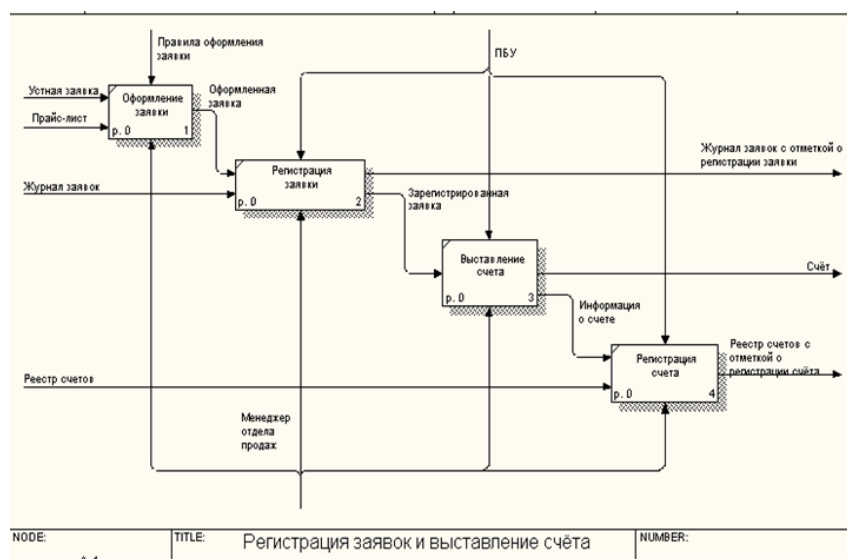 Правила оформления
заявки
ПБУ
Устная заявка
Оформление
заявки
Оформленная
заявка
Прайс-лист
р. 0
1
Регистрация
заявки
Журнал заявок с отметкой о
регистрации заявки
Журнал заявок
р. 0
2
Зарегистрированная
заявка
Выставление
счета
Счёт
р. 0
3
Информация
о счете
Регистрация
счета
Реестр счетов с
отметкой о
регистрации счёта
Реестр счетов
р. 0
4
Менеджер
отдела
продаж
NODE:
TITLE:
Регистрация заявок и выставление счёта
NUMBER: